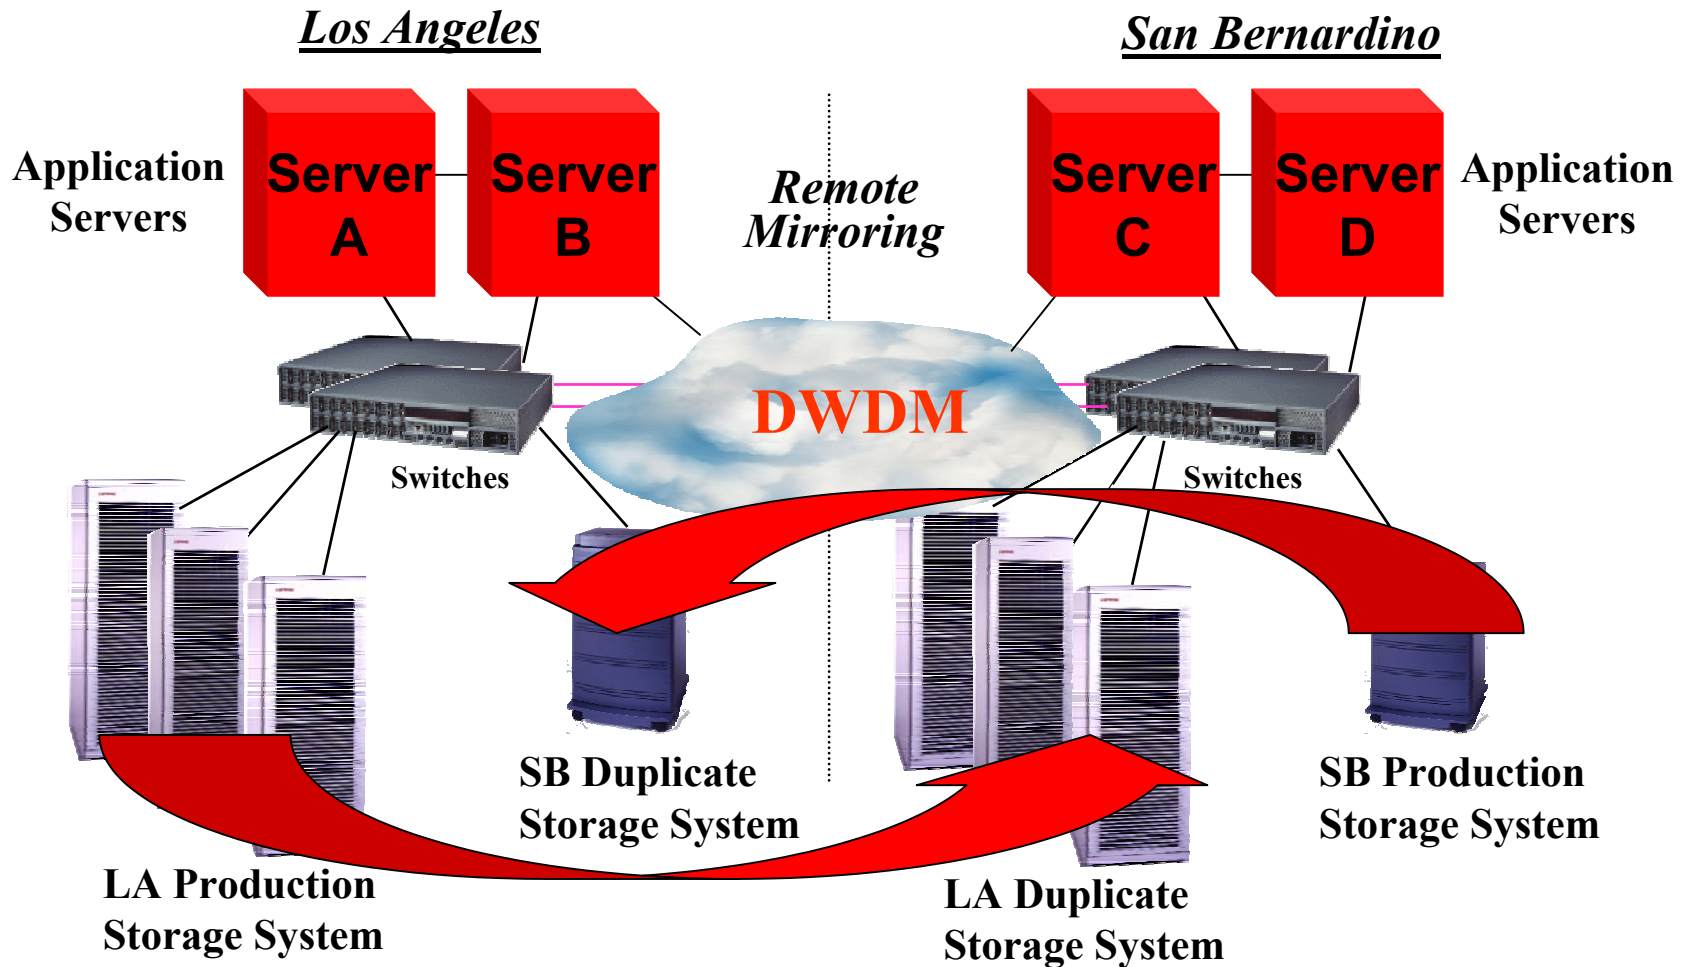 Los Angeles
San Bernardino
Application
Servers
Server
A
Server
B
Remote
Mirroring
Server
C
Server
D
Application
Servers
DWDM
Switches
Switches
SB Duplicate
Storage System
SB Production
Storage System
LA Production
Storage System
LA Duplicate
Storage System